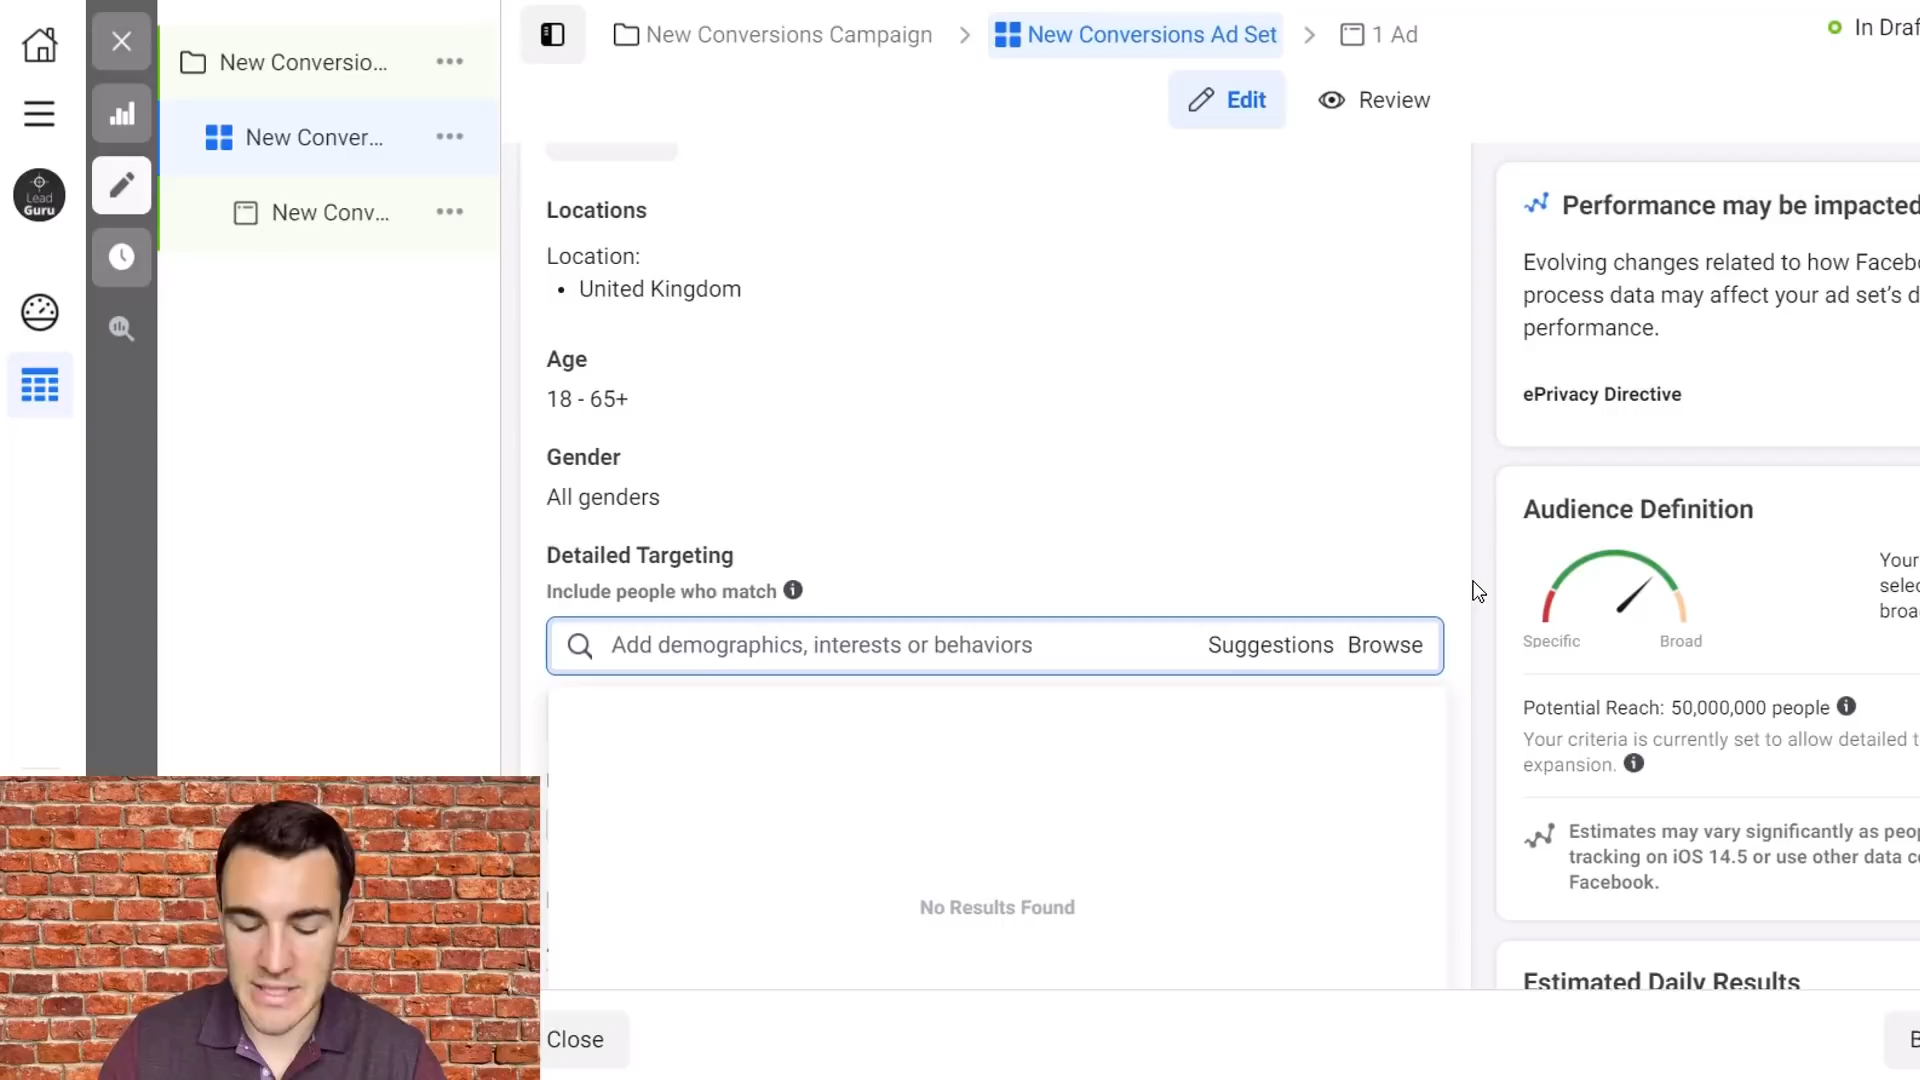 New Conversions Campaign
New Conversions Ad Set
1 Ad
In Draf
Edit
Review
New Conversio...
New Conver...
New Conv...
Lead
Guru
Locations
Location:
• United Kingdom
Age
18 - 65+
Gender
All genders
Detailed Targeting
Include people who match
Add demographics, interests or behaviors
Suggestions
Browse
No Results Found
Close
Performance may be impacted
Evolving changes related to how Facebo
process data may affect your ad set's d
performance.
ePrivacy Directive
Audience Definition
Specific
Broad
Your
selec
broa
Potential Reach: 50,000,000 people
Your criteria is currently set to allow detailed t
expansion.
Estimates may vary significantly as peop
tracking on iOS 14.5 or use other data c
Facebook.
Estimated Daily Results